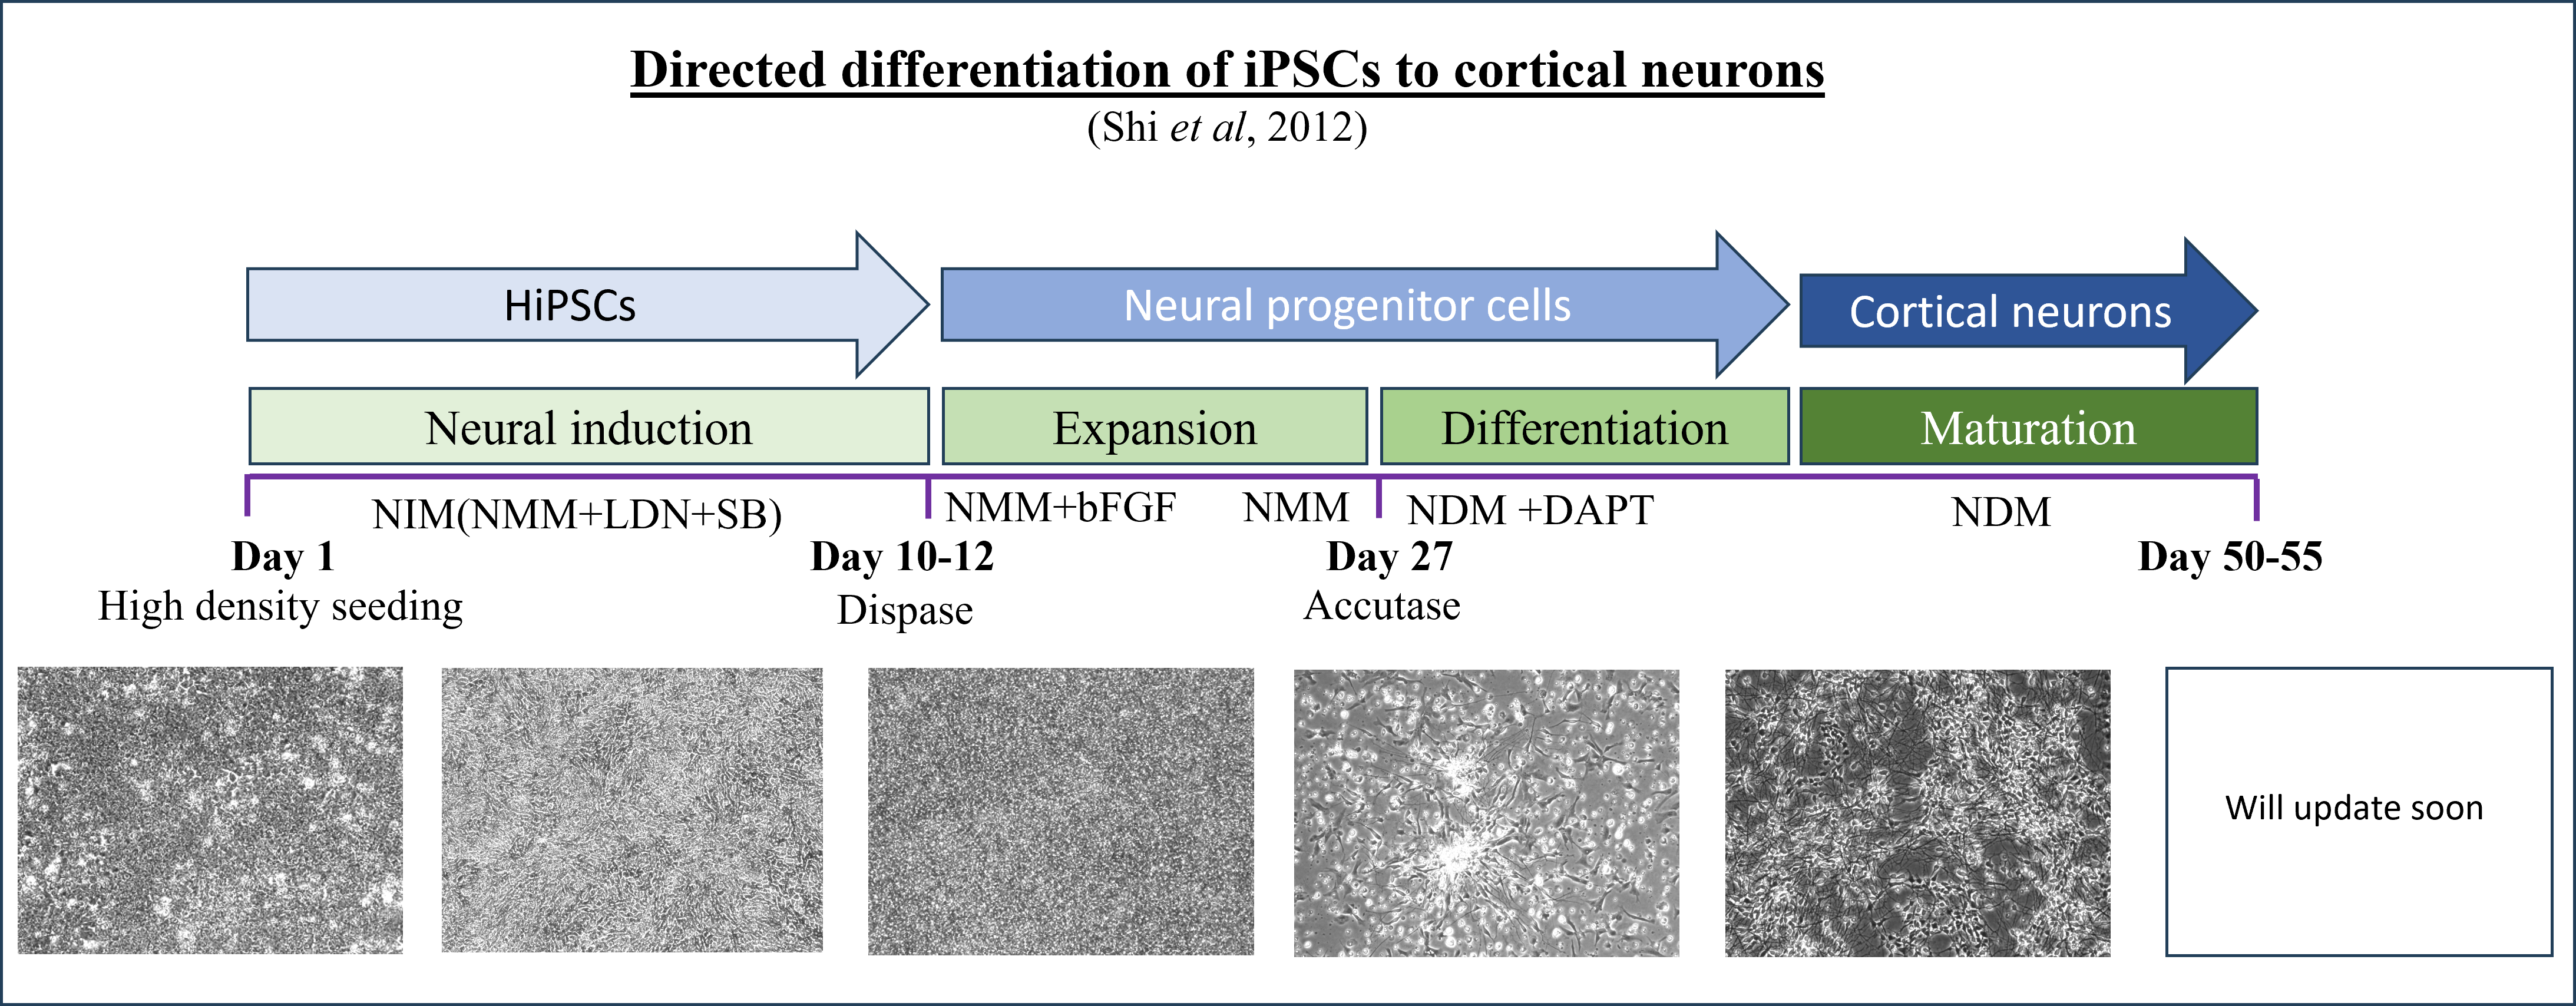 Directed differentiation of iPSCs to cortical neurons
(Shi et al, 2012)
HiPSCs
Neural progenitor cells
Cortical neurons
Neural induction
Expansion
Differentiation
Maturation
NIM(NMM+LDN+SB)
NMM+bFGF
NMM
NDM +DAPT
NDM
Day 1
Day 10-12
Day 27
Day 50-55
High density seeding
Dispase
Accutase
Will update soon